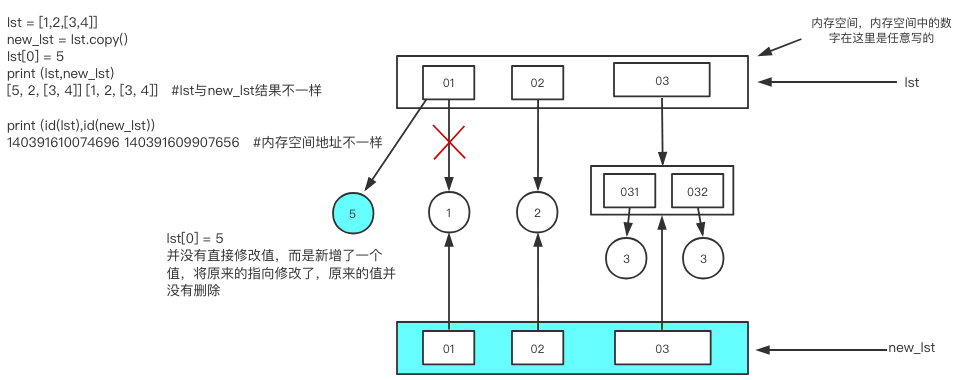 lst = [1,2,[3,4]]
new_lst = lst.copy()
lst[0] = 5
print (lst,new_lst)
[5, 2, [3, 4]] [1, 2, [3, 4]]    #lst与new_lst结果不一样
print (id(lst),id(new_lst))
140391610074696 140391609907656    #内存空间地址不一样
内存空间，内存空间中的数
字在这里是任意写的
01
02
03
lst
031
032
5
1
2
3
3
lst[0] = 5
并没有直接修改值，而是新增了一个
值，将原来的指向修改了，原来的值并
没有删除
01
02
03
new_lst